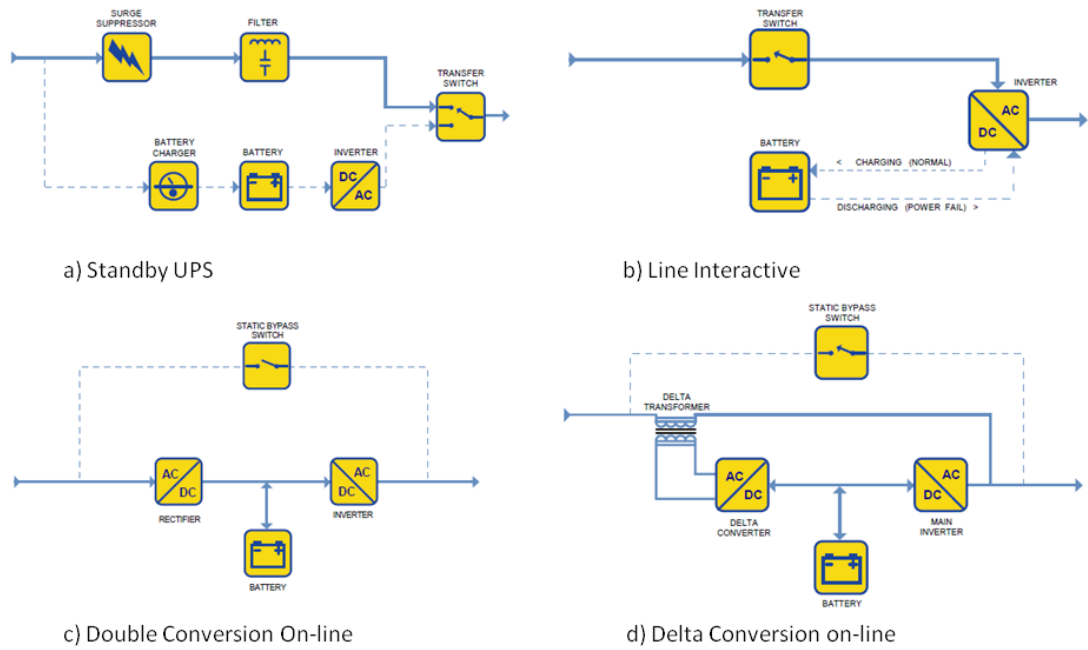 SURGE
SUPPRESSOR
FILTER
TRANSFER
SWITCH
BATTERY
CHARGER
BATTERY
INVERTER
DC
AC
a) Standby UPS
TRANSFER
SWITCH
INVERTER
AC
DC
BATTERY
< CHARGING (NORMAL)
DISCHARGING (POWER FAIL) >
b) Line Interactive
STATIC BYPASS
SWITCH
AC
DC
RECTIFIER
AC
DC
INVERTER
BATTERY
c) Double Conversion On-line
STATIC BYPASS
SWITCH
DELTA
TRANSFORMER
AC
DC
DELTA
CONVERTER
AC
DC
MAIN
INVERTER
BATTERY
d) Delta Conversion on-line